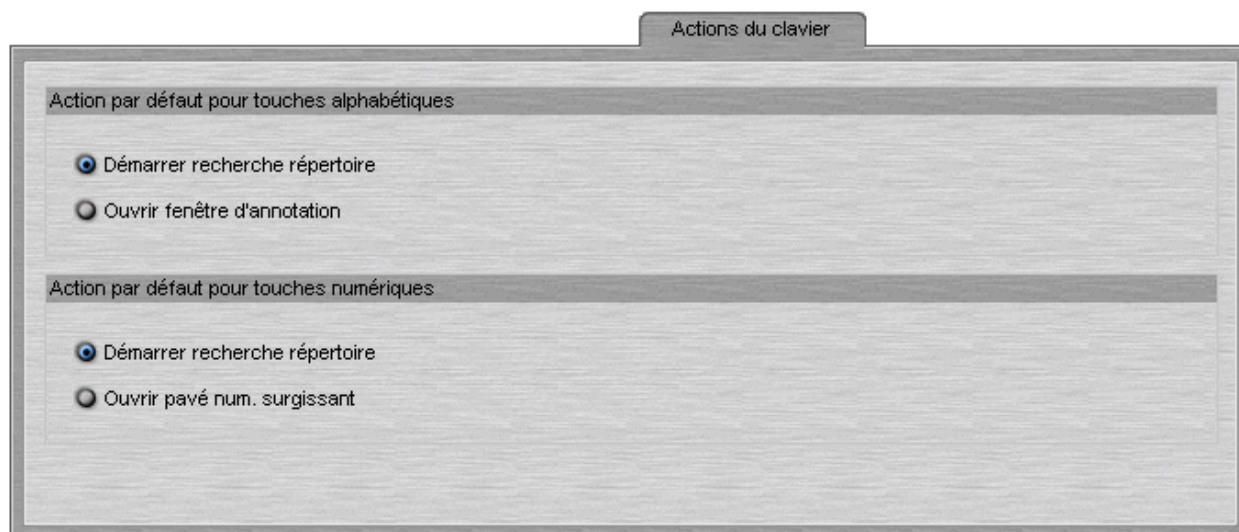 Actions du clavier
Action par défaut pour touches alphabétiques
Démarrer recherche répertoire
Ouvrir fenêtre d'annotation
Action par défaut pour touches numériques
Démarrer recherche répertoire
Ouvrir pavé num. surgissant